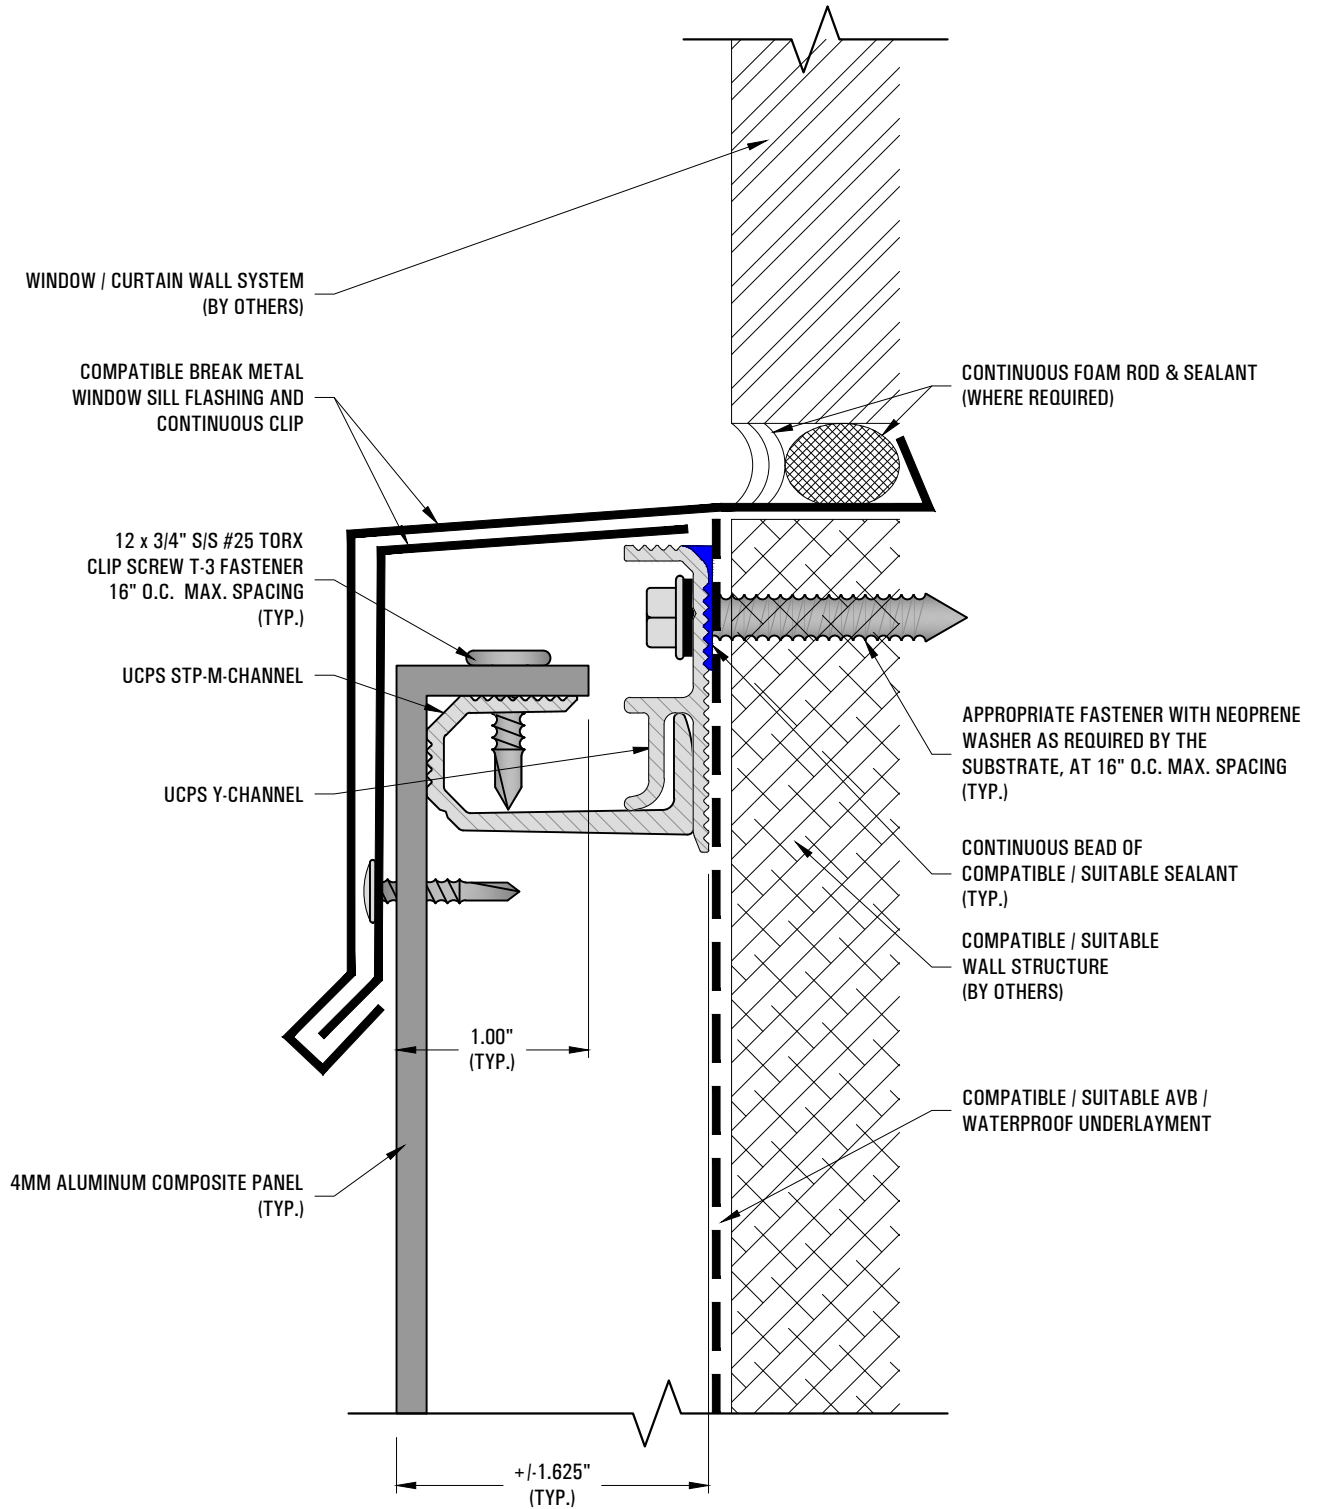 WINDOW / CURTAIN WALL SYSTEM
(BY OTHERS)
COMPATIBLE BREAK METAL
WINDOW SILL FLASHING AND
CONTINUOUS CLIP
12 x 3/4" S/S #25 TORX
CLIP SCREW T-3 FASTENER
16" O.C. MAX. SPACING
(TYP.)
UCPS STP-M-CHANNEL
UCPS Y-CHANNEL
4MM ALUMINUM COMPOSITE PANEL
(TYP.)
1.00"
(TYP.)
+/-1.625"
(TYP.)
CONTINUOUS FOAM ROD & SEALANT
(WHERE REQUIRED)
APPROPRIATE FASTENER WITH NEOPRENE
WASHER AS REQUIRED BY THE
SUBSTRATE, AT 16" O.C. MAX. SPACING
(TYP.)
CONTINUOUS BEAD OF
COMPATIBLE / SUITABLE SEALANT
(TYP.)
COMPATIBLE / SUITABLE
WALL STRUCTURE
(BY OTHERS)
COMPATIBLE / SUITABLE AVB /
WATERPROOF UNDERLAYMENT